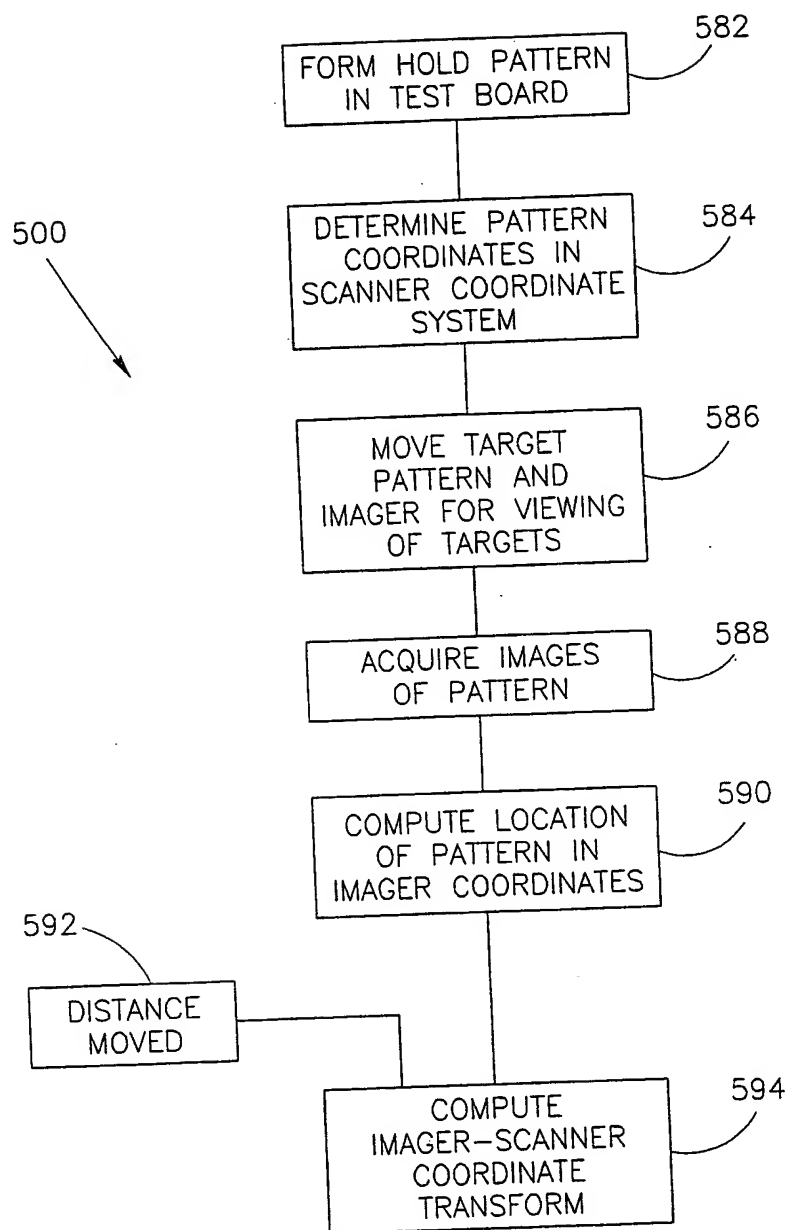 582
FORM HOLD PATTERN
IN TEST BOARD
500
584
DETERMINE PATTERN
COORDINATES IN
SCANNER COORDINATE
SYSTEM
586
MOVE TARGET
PATTERN AND
IMAGER FOR VIEWING
OF TARGETS
588
ACQUIRE IMAGES
OF PATTERN
590
COMPUTE LOCATION
OF PATTERN IN
IMAGER COORDINATES
592
DISTANCE
MOVED
594
COMPUTE
IMAGER-SCANNER
COORDINATE
TRANSFORM